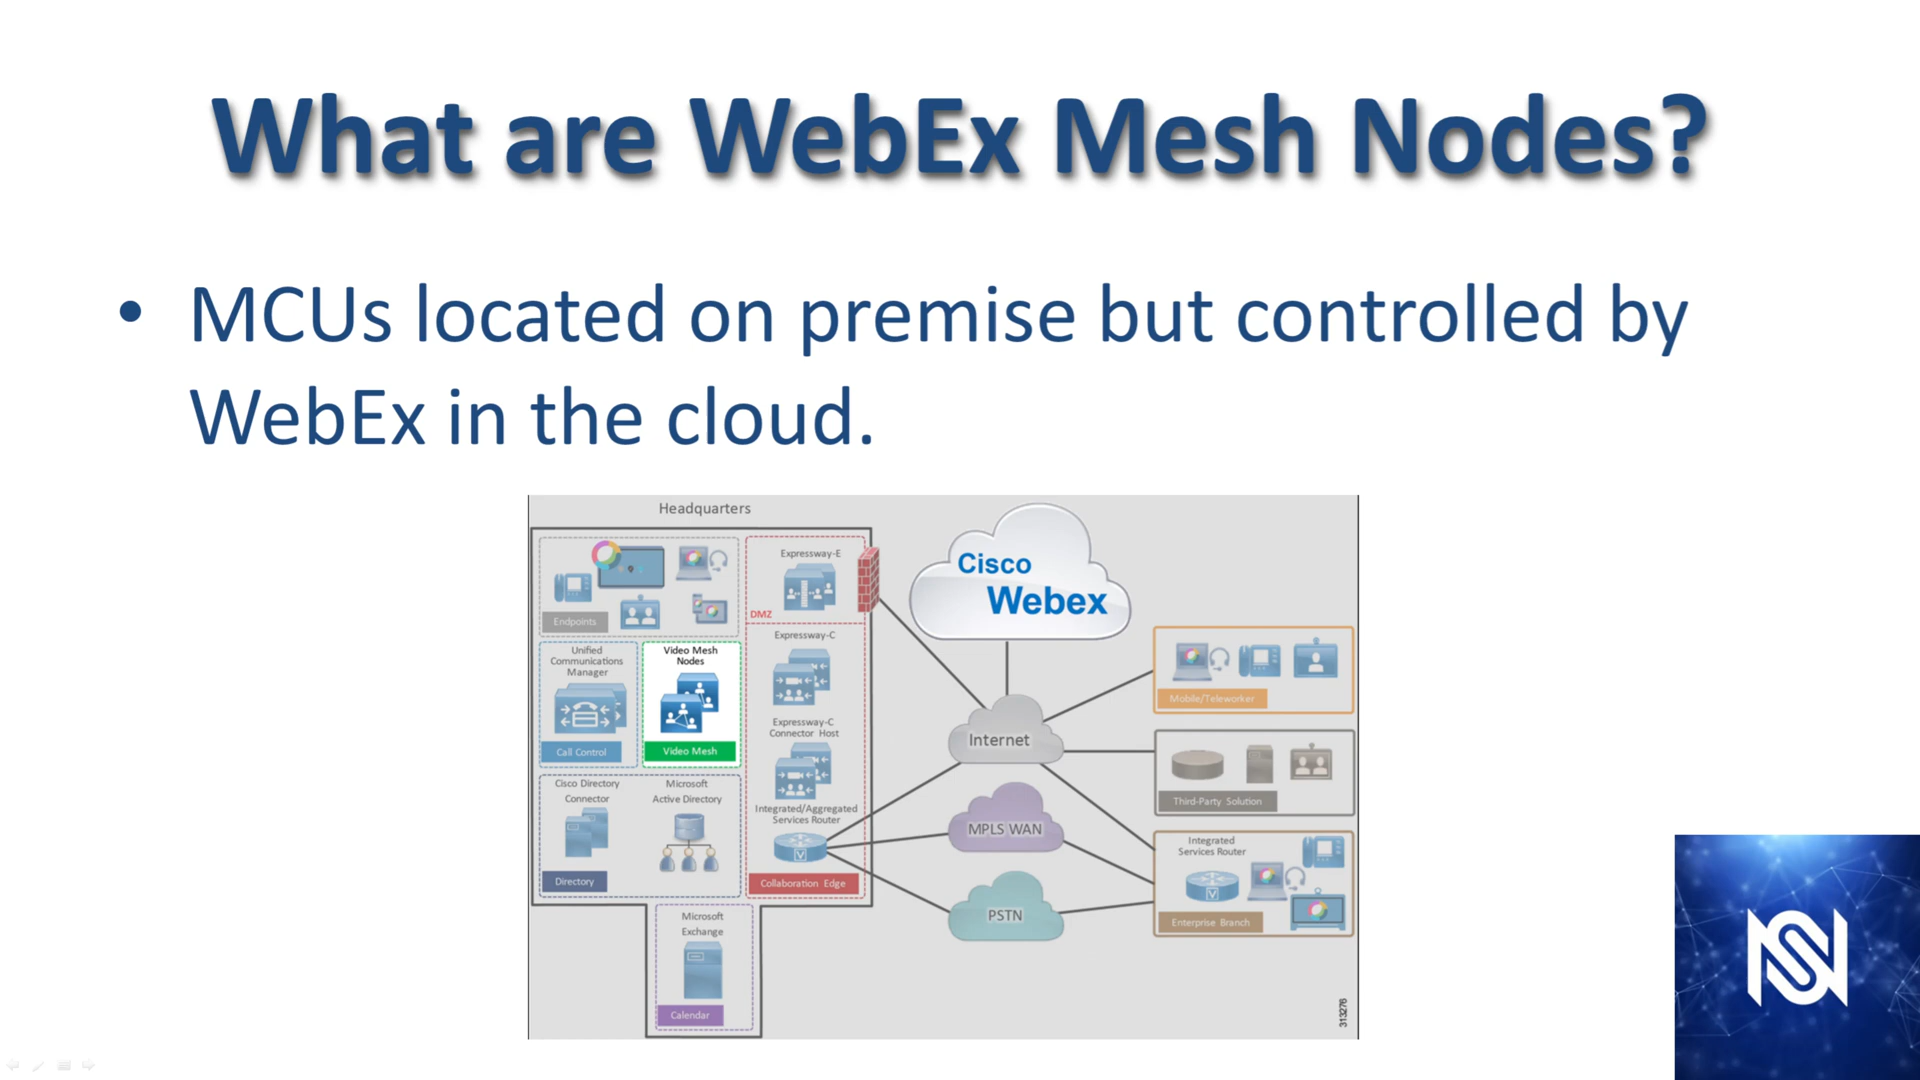 What are WebEx Mesh Nodes?
• MCUs located on premise but controlled by
WebEx in the cloud.
Headquarters
Endpoints
Expressway-E
DMZ
Unified
Communications
Manager
Call Control
Video Mesh
Nodes
Video Mesh
Expressway-C
Expressway-C
Connector Host
Cisco Directory
Connector
Microsoft
Active Directory
Directory
Integrated/Aggregated
Services Router
V
Collaboration Edge
Microsoft
Exchange
Calendar
Cisco
Webex
Internet
MPLS WAN
PSTN
Mobile/Teleworker
Third-Party Solution
Integrated
Services Router
V
Enterprise Branch
313276
NS